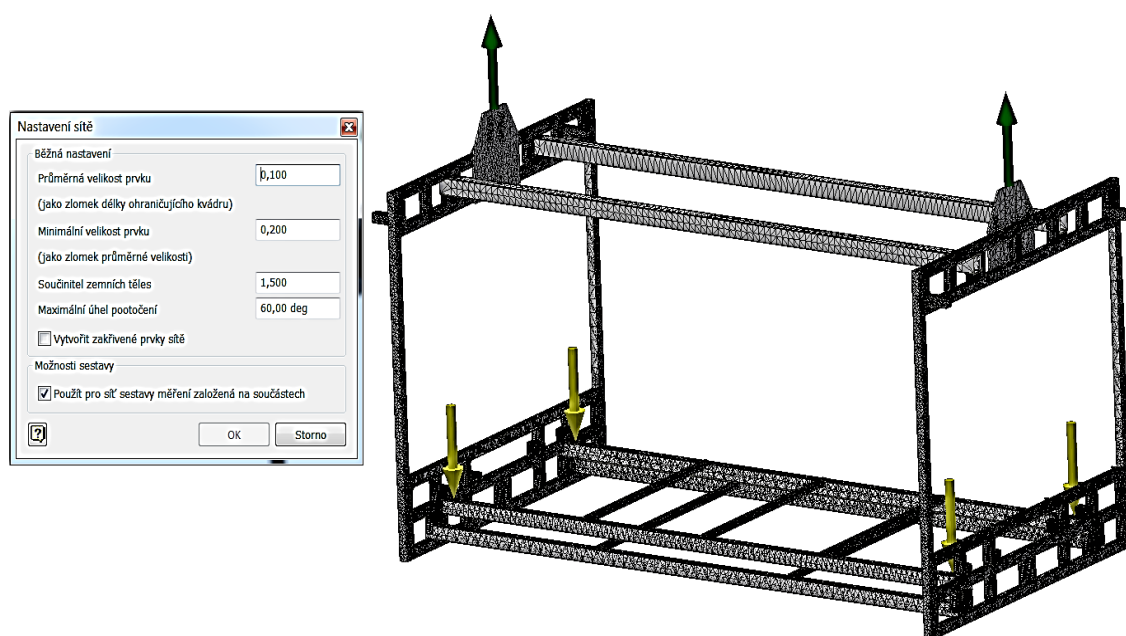 Nastavení sítě
Běžná nastavení
Průměrná velikost prvku
0,100
(jako zlomek délky ohraničujícího kvádru)
Minimální velikost prvku
0,200
(jako zlomek průměrné velikosti)
Součinitel zemních těles
1,500
Maximální úhel pootočení
60,00 deg
Vytvořit zakřivené prvky sítě
Možnosti sestavy
Použít pro síť sestavy měření založená na součástech
?
OK
Storno